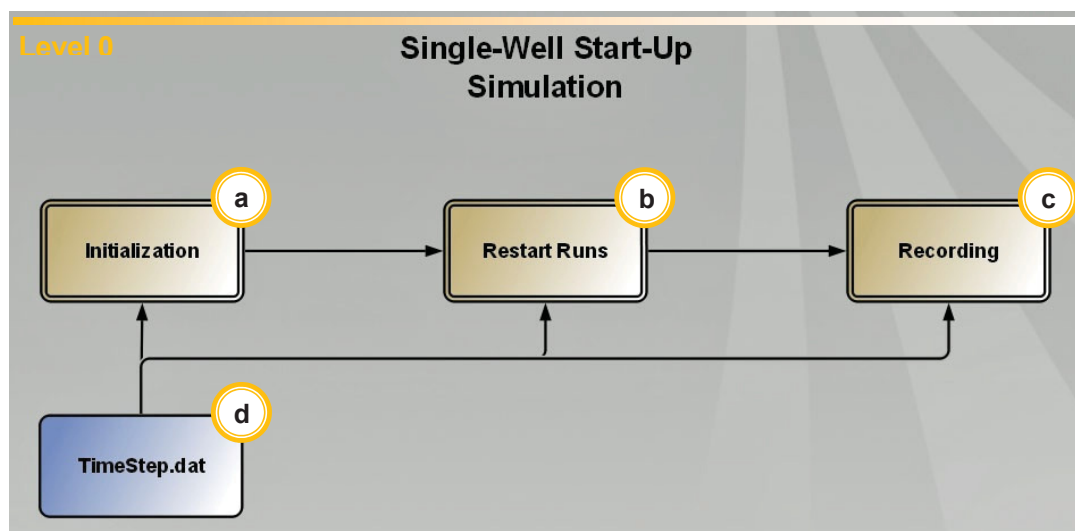 Level 0
Single-Well Start-Up
Simulation
a
b
c
Initialization
Restart Runs
Recording
d
TimeStep.dat